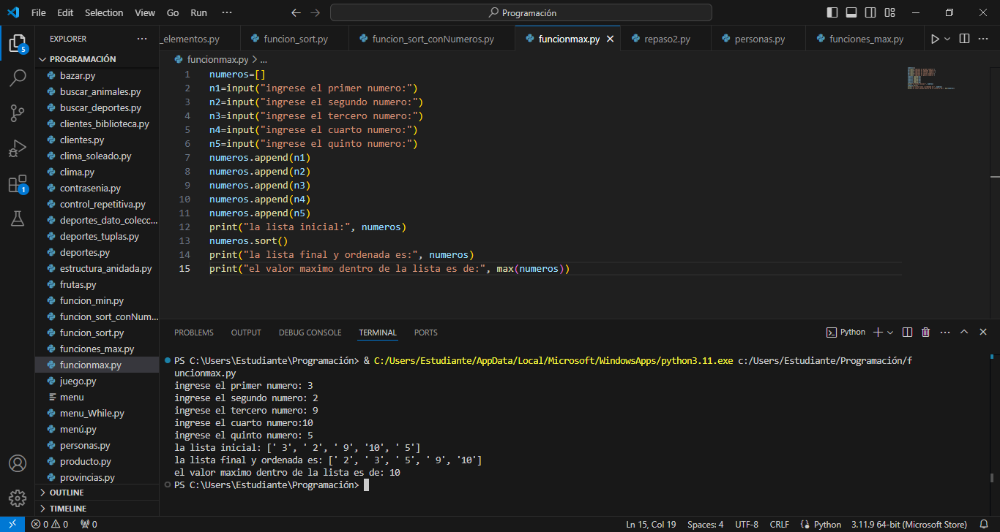 File Edit Selection View Go Run ···
Programación
EXPLORER ···
_elementos.py funcion_sort.py funcion_sort_conNumeros.py funcionmax.py repaso2.py personas.py funciones_max.py
PROGRAMACIÓN
bazar.py
buscar_animales.py
buscar_deportes.py
clientes_biblioteca.py
clientes.py
clima_soleado.py
clima.py
contrasenia.py
control_repetitiva.py
deportes_dato_colecc...
deportes_tuplas.py
deportes.py
estructura_anidada.py
frutas.py
funcion_min.py
funcion_sort_conNum...
funcion_sort.py
funciones_max.py
funcionmax.py
juego.py
menu
menu_While.py
menú.py
personas.py
producto.py
provincias.py
OUTLINE
TIMELINE
5
1
funcionmax.py > ...
1 numeros=[]
2 n1=input("ingrese el primer numero:")
3 n2=input("ingrese el segundo numero:")
4 n3=input("ingrese el tercero numero:")
5 n4=input("ingrese el cuarto numero:")
6 n5=input("ingrese el quinto numero:")
7 numeros.append(n1)
8 numeros.append(n2)
9 numeros.append(n3)
10 numeros.append(n4)
11 numeros.append(n5)
12 print("la lista inicial:", numeros)
13 numeros.sort()
14 print("la lista final y ordenada es:", numeros)
15 print("el valor maximo dentro de la lista es de:", max(numeros))
PROBLEMS OUTPUT DEBUG CONSOLE TERMINAL PORTS
Python
PS C:\Users\Estudiante\Programación> & C:/Users/Estudiante/AppData/Local/Microsoft/WindowsApps/python3.11.exe c:/Users/Estudiante/Programación/f
uncionmax.py
ingrese el primer numero: 3
ingrese el segundo numero: 2
ingrese el tercero numero: 9
ingrese el cuarto numero:10
ingrese el quinto numero: 5
la lista inicial: [' 3', ' 2', ' 9', '10', ' 5']
la lista final y ordenada es: [' 2', ' 3', ' 5', ' 9', '10']
el valor maximo dentro de la lista es de: 10
PS C:\Users\Estudiante\Programación>
0 0 0
Ln 15, Col 19 Spaces: 4 UTF-8 CRLF Python 3.11.9 64-bit (Microsoft Store)